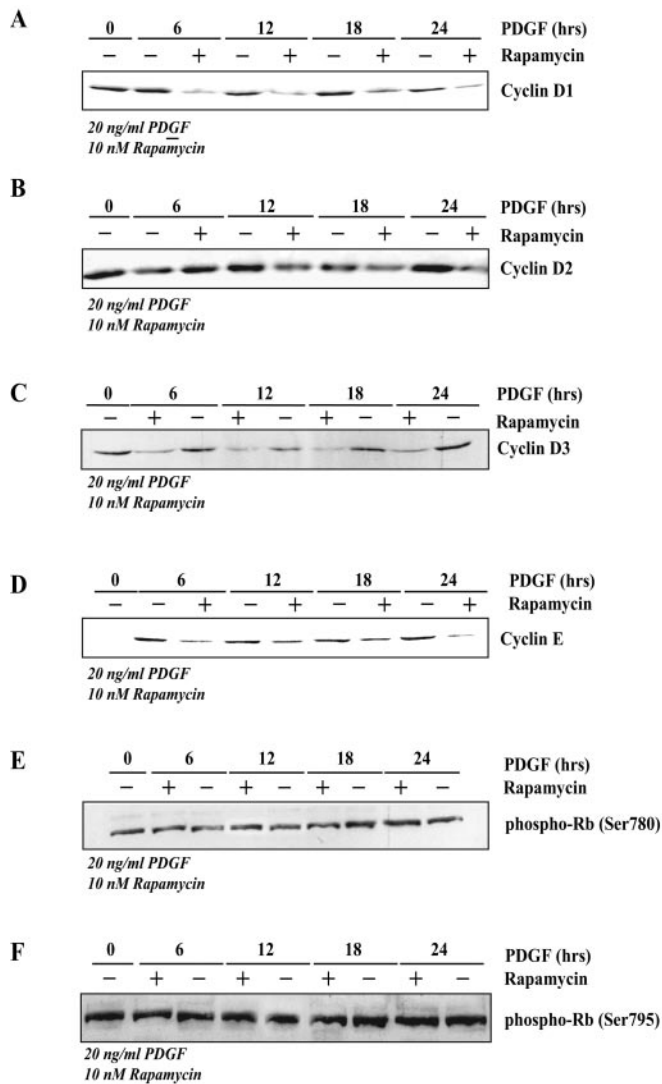 A
0 6 12 18 24 PDGF (hrs)
– – + – + – + – + Rapamycin
Cyclin D1
20 ng/ml PDGF
10 nM Rapamycin
B
0 6 12 18 24 PDGF (hrs)
– – + – + – + – + Rapamycin
Cyclin D2
20 ng/ml PDGF
10 nM Rapamycin
C
0 6 12 18 24 PDGF (hrs)
– + – + – + – + – Rapamycin
Cyclin D3
20 ng/ml PDGF
10 nM Rapamycin
D
0 6 12 18 24 PDGF (hrs)
– – + – + – + – + Rapamycin
Cyclin E
20 ng/ml PDGF
10 nM Rapamycin
E
0 6 12 18 24 PDGF (hrs)
– + – + – + – + – Rapamycin
phospho-Rb (Ser780)
20 ng/ml PDGF
10 nM Rapamycin
F
0 6 12 18 24 PDGF (hrs)
– + – + – + – + – Rapamycin
phospho-Rb (Ser795)
20 ng/ml PDGF
10 nM Rapamycin